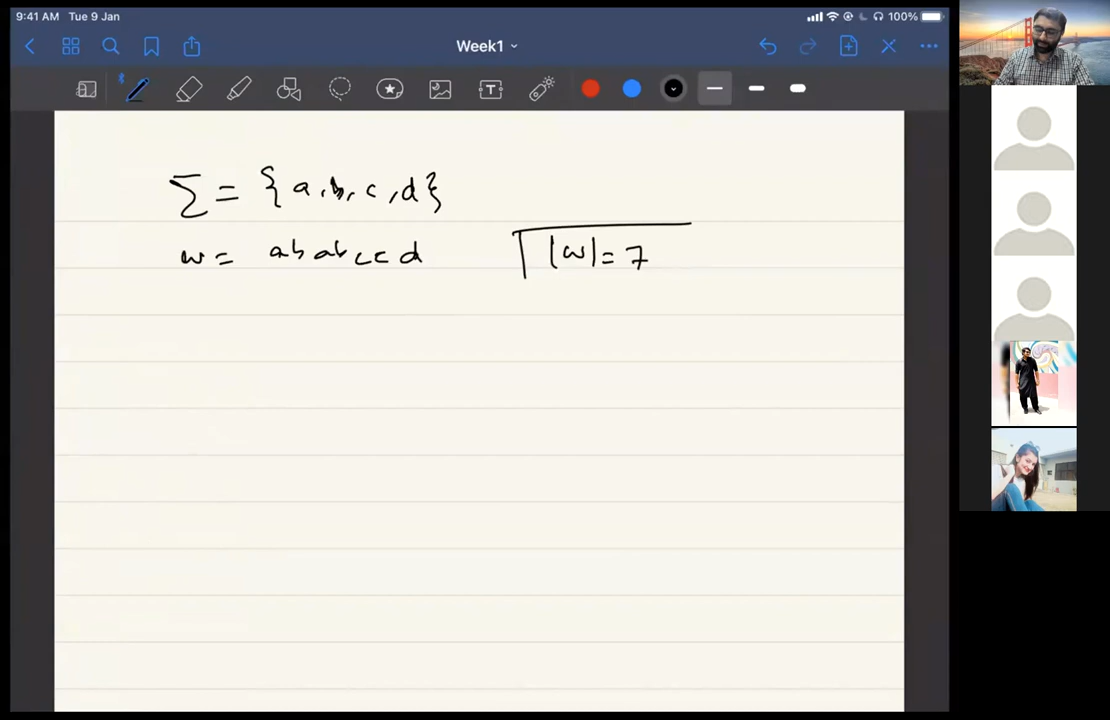 9:41 AM Tue 9 Jan 100%
Week1
T
Σ = {a,b,c,d}
w = ababccd |w|=7